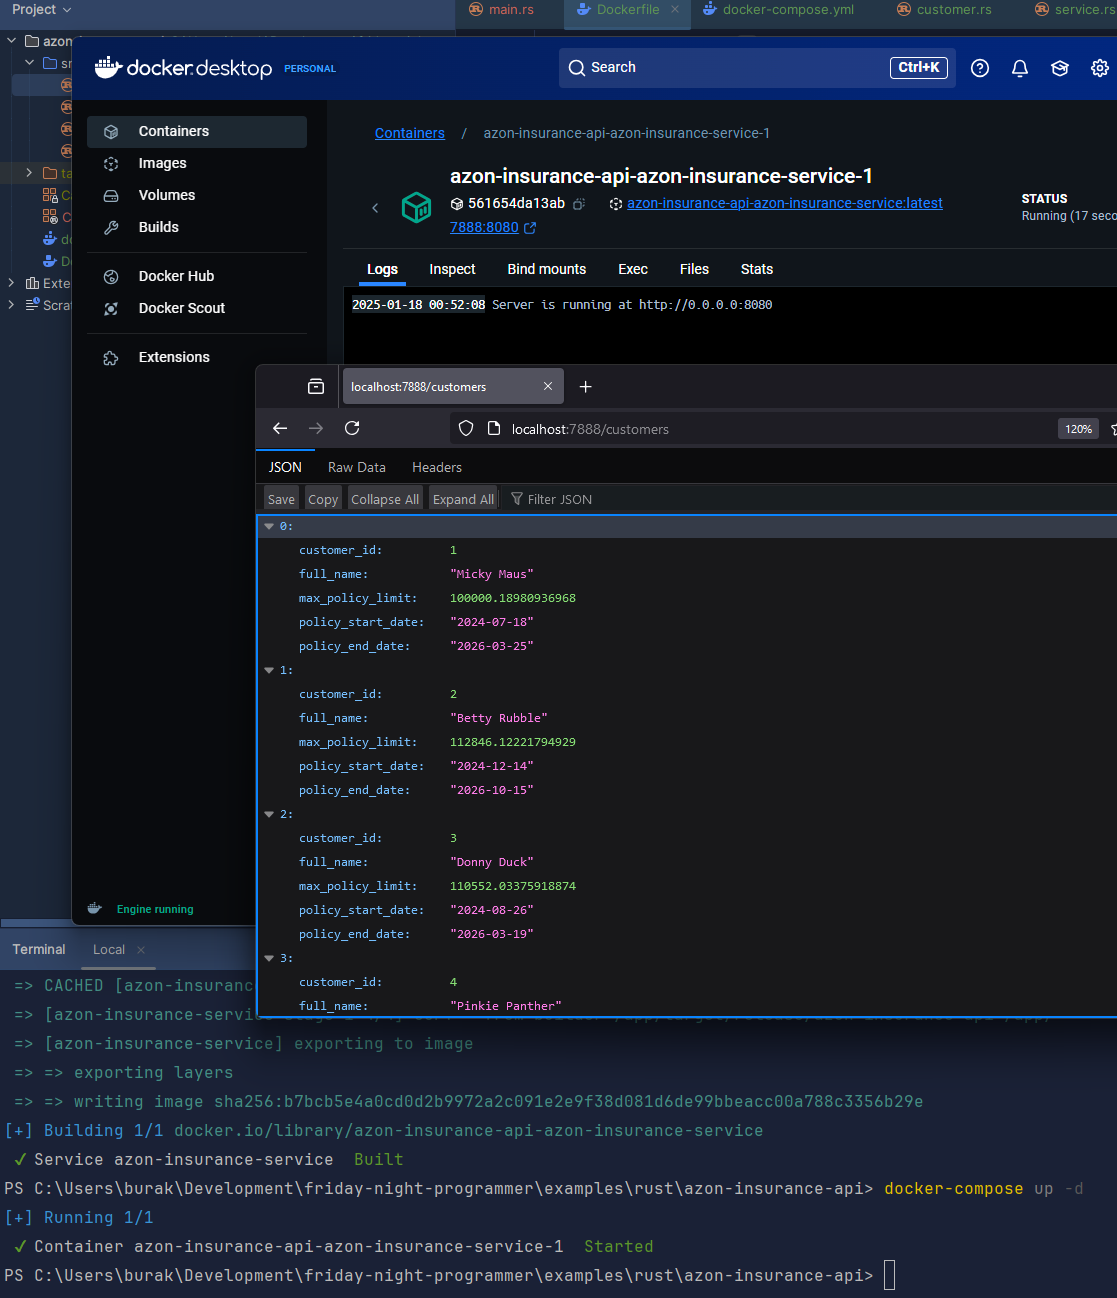 Project
main.rs
Dockerfile
docker-compose.yml
customer.rs
service.rs
azon-
docker.desktop PERSONAL
Search
Ctrl+K
Containers
Images
Volumes
Builds
Docker Hub
Docker Scout
Extensions
Engine running
Exte
Scrat
Containers / azon-insurance-api-azon-insurance-service-1
azon-insurance-api-azon-insurance-service-1
561654da13ab azon-insurance-api-azon-insurance-service:latest
7888:8080
STATUS
Running (17 seco
Logs Inspect Bind mounts Exec Files Stats
2025-01-18 00:52:08 Server is running at http://0.0.0.0:8080
localhost:7888/customers
localhost:7888/customers
120%
JSON Raw Data Headers
Save Copy Collapse All Expand All Filter JSON
0:
customer_id: 1
full_name: "Micky Maus"
max_policy_limit: 100000.18980936968
policy_start_date: "2024-07-18"
policy_end_date: "2026-03-25"
1:
customer_id: 2
full_name: "Betty Rubble"
max_policy_limit: 112846.12221794929
policy_start_date: "2024-12-14"
policy_end_date: "2026-10-15"
2:
customer_id: 3
full_name: "Donny Duck"
max_policy_limit: 110552.03375918874
policy_start_date: "2024-08-26"
policy_end_date: "2026-03-19"
3:
customer_id: 4
full_name: "Pinkie Panther"
Terminal Local
=> CACHED [azon-insuranc
=> [azon-insurance-servic
=> [azon-insurance-service] exporting to image
=> => exporting layers
=> => writing image sha256:b7bcb5e4a0cd0d2b9972a2c091e2e9f38d081d6de99bbeacc00a788c3356b29e
[+] Building 1/1 docker.io/library/azon-insurance-api-azon-insurance-service
✓ Service azon-insurance-service Built
PS C:\Users\burak\Development\friday-night-programmer\examples\rust\azon-insurance-api> docker-compose up -d
[+] Running 1/1
✓ Container azon-insurance-api-azon-insurance-service-1 Started
PS C:\Users\burak\Development\friday-night-programmer\examples\rust\azon-insurance-api>